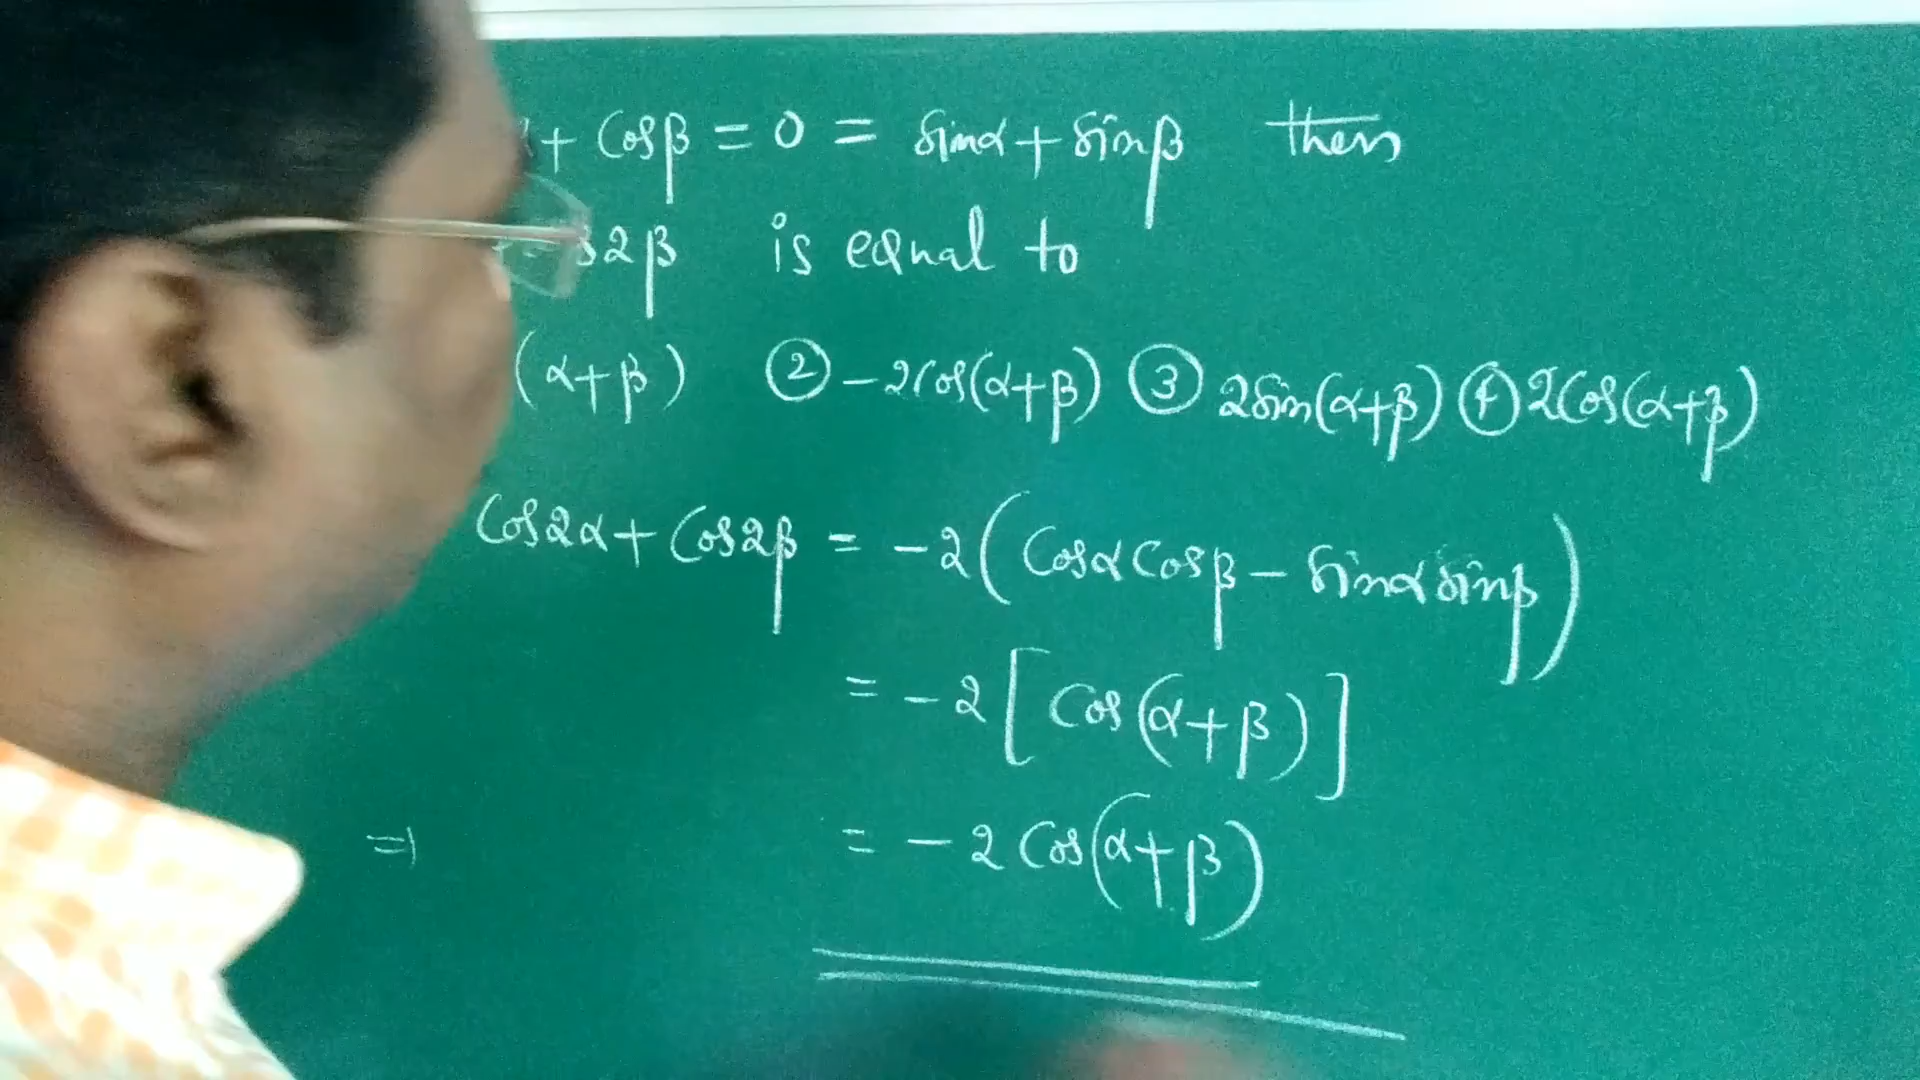 + Cosβ = 0 = Sinα + Sinβ then
2β is equal to
(α+β) ② -2Cos(α+β) ③ 2Sin(α+β) ④ 2Cos(α+β)
Cos2α + Cos2β = -2(CosαCosβ - SinαSinβ)
= -2[Cos(α+β)]
⇒ = -2Cos(α+β)